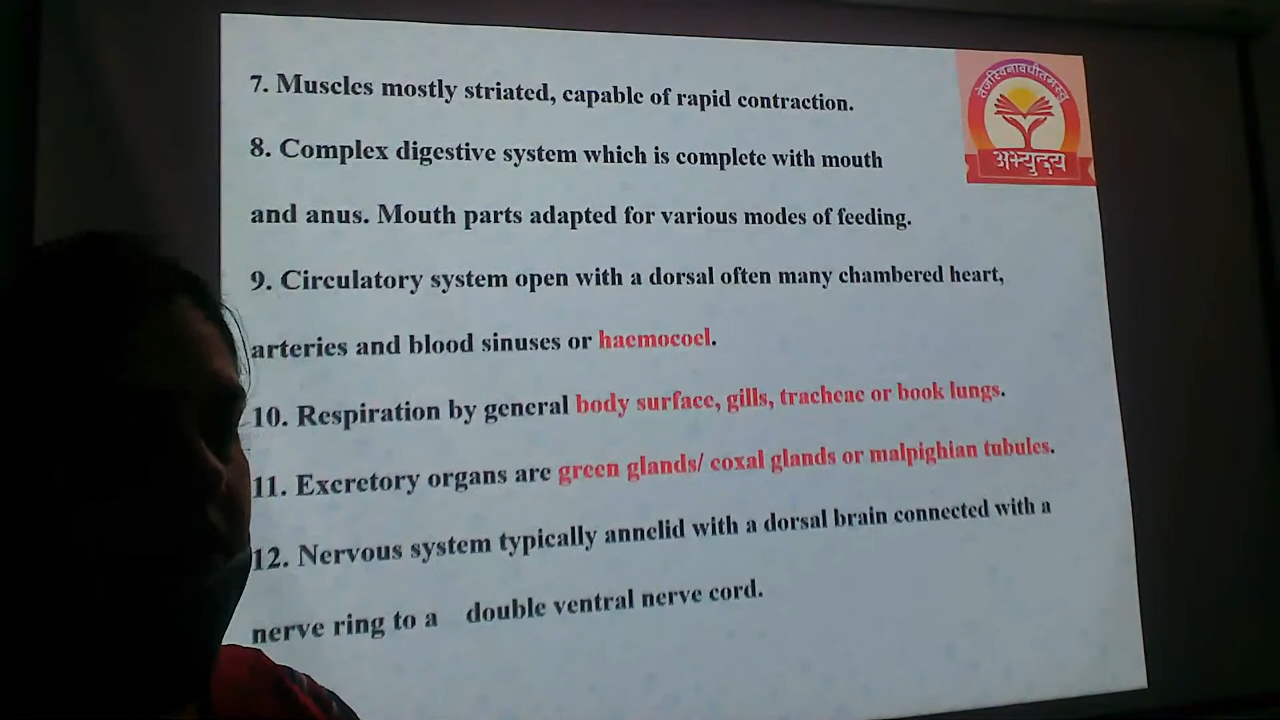 7. Muscles mostly striated, capable of rapid contraction.
8. Complex digestive system which is complete with mouth
and anus. Mouth parts adapted for various modes of feeding.
9. Circulatory system open with a dorsal often many chambered heart,
arteries and blood sinuses or haemocoel.
10. Respiration by general body surface, gills, tracheae or book lungs.
11. Excretory organs are green glands/ coxal glands or malpighian tubules.
12. Nervous system typically annelid with a dorsal brain connected with a
nerve ring to a double ventral nerve cord.
तेजस्विनावधीतमस्तु
अभ्युदय